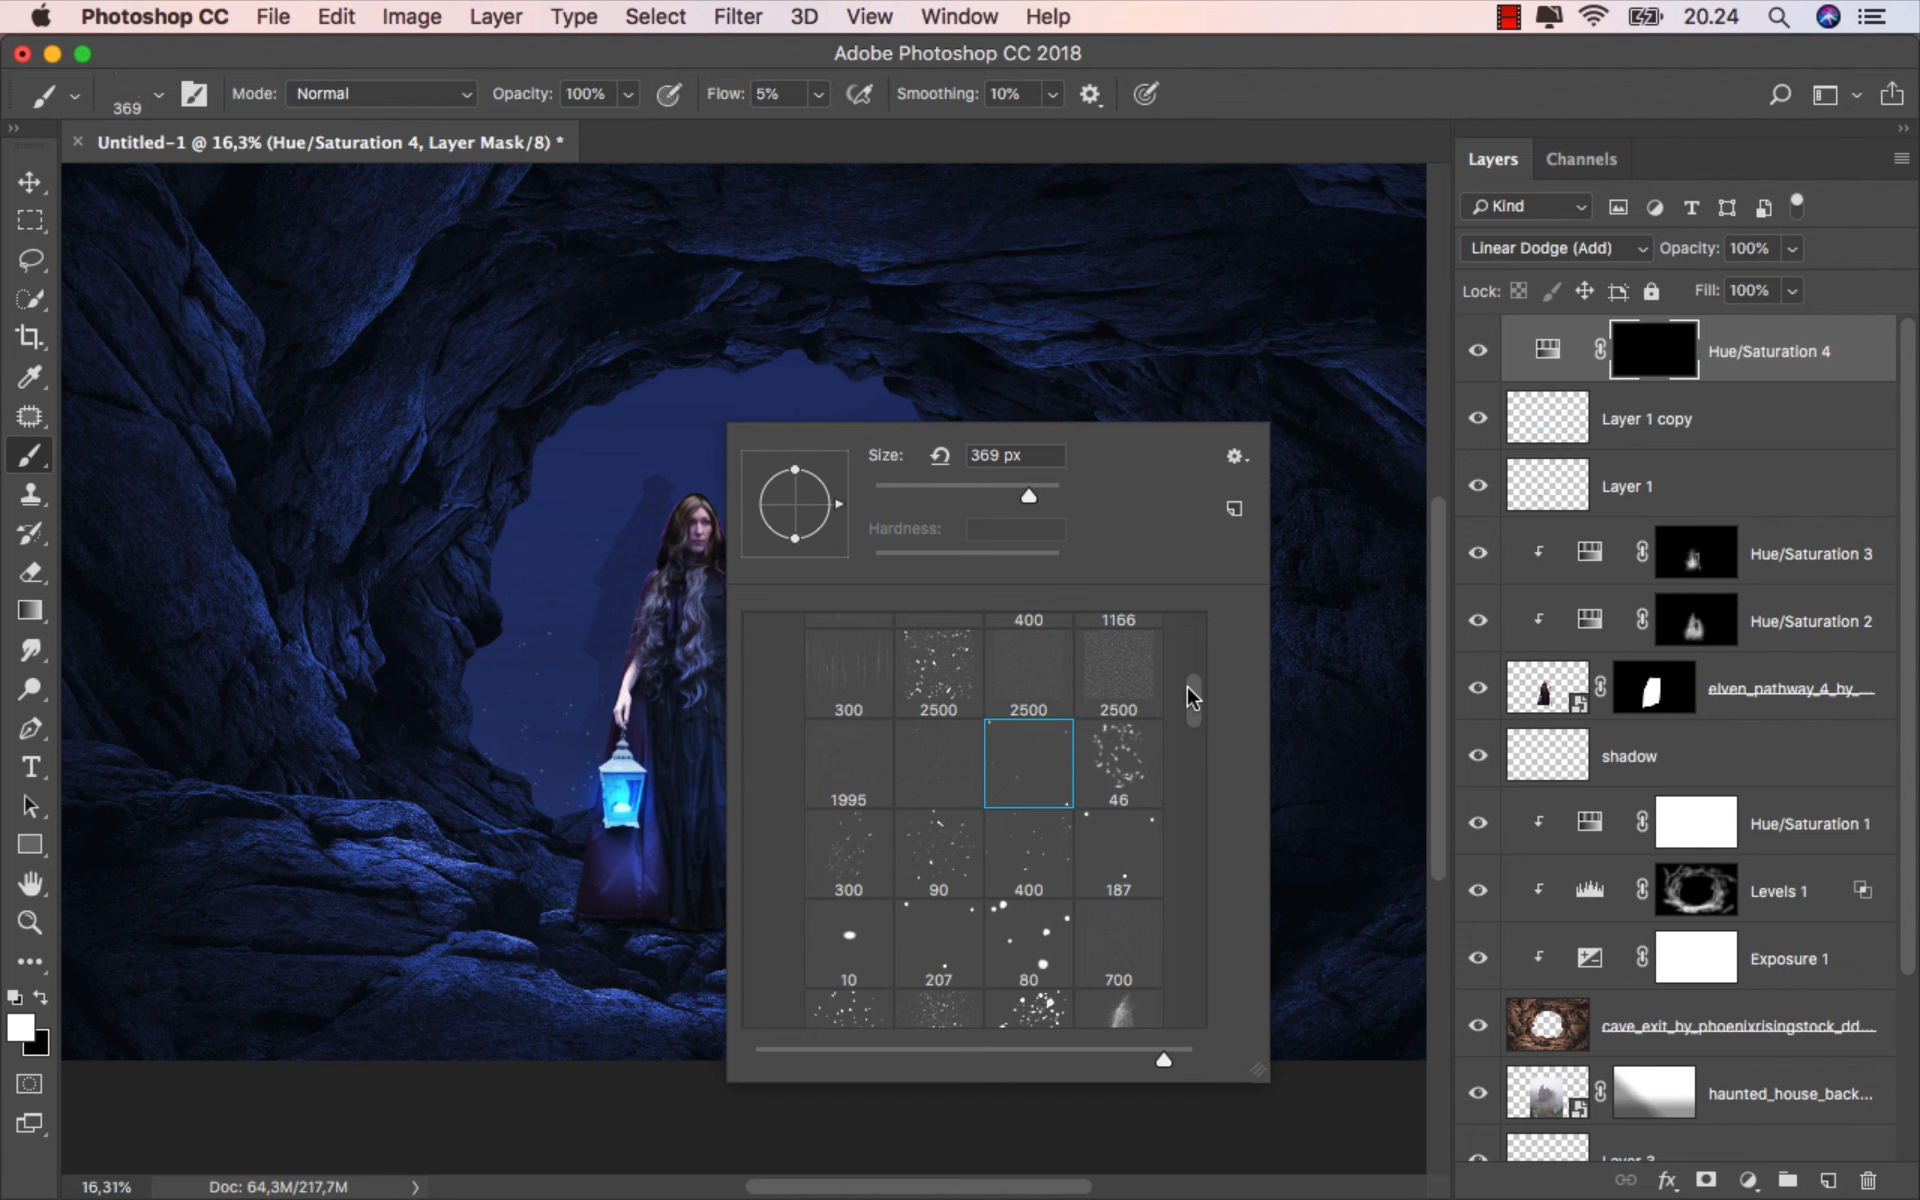 Photoshop CC File Edit Image Layer Type Select Filter 3D View Window Help 20.24
Adobe Photoshop CC 2018
369 Mode: Normal Opacity: 100% Flow: 5% Smoothing: 10%
Untitled-1 @ 16,3% (Hue/Saturation 4, Layer Mask/8) *
Layers Channels
Kind
Linear Dodge (Add) Opacity: 100%
Lock: Fill: 100%
Hue/Saturation 4
Layer 1 copy
Layer 1
Hue/Saturation 3
Hue/Saturation 2
elven_pathway_4_by_...
shadow
Hue/Saturation 1
Levels 1
Exposure 1
cave_exit_by_phoenixrisingstock_dd...
haunted_house_back...
Size: 369 px
Hardness:
400 1166
300 2500 2500 2500
1995 46
300 90 400 187
10 207 80 700
16,31% Doc: 64,3M/217,7M